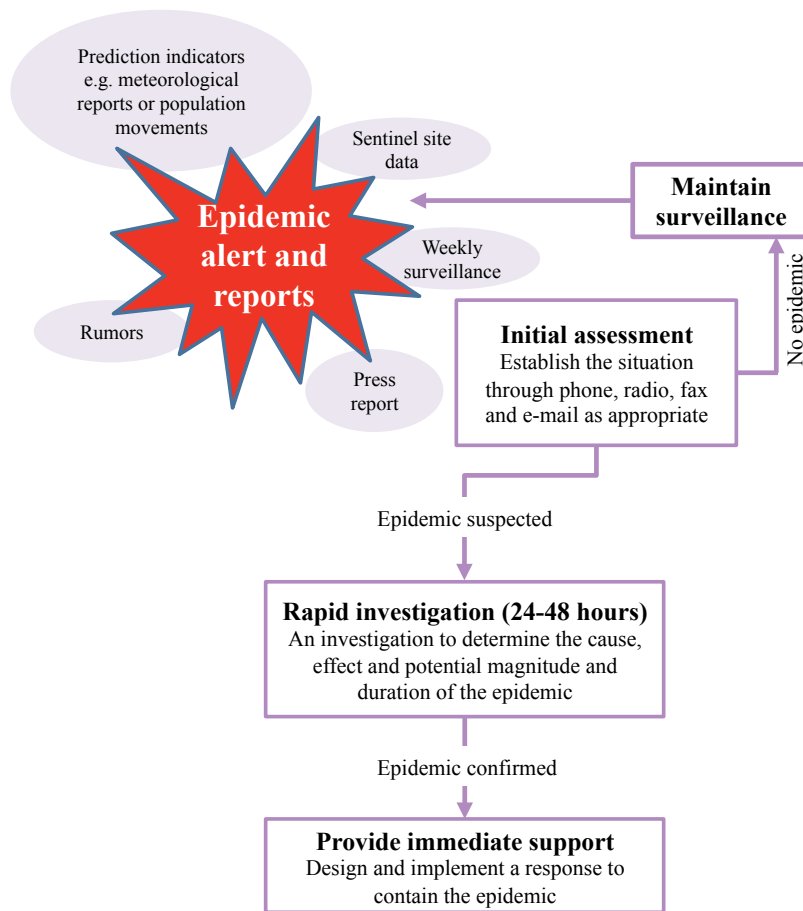 Prediction indicators
e.g. meteorological
reports or population
movements
Sentinel site
data
Epidemic
alert and
reports
Weekly
surveillance
Rumors
Press
report
Maintain
surveillance
No epidemic
Initial assessment
Establish the situation
through phone, radio, fax
and e-mail as appropriate
Epidemic suspected
Rapid investigation (24-48 hours)
An investigation to determine the cause,
effect and potential magnitude and
duration of the epidemic
Epidemic confirmed
Provide immediate support
Design and implement a response to
contain the epidemic